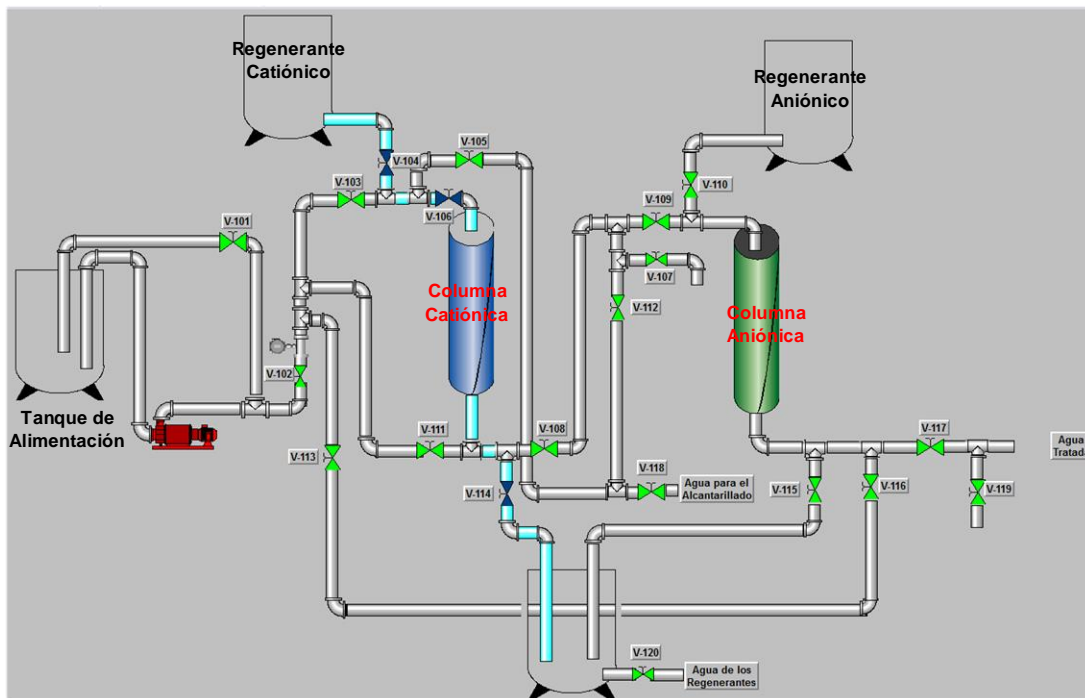 Regenerante
Catiónico
Regenerante
Aniónico
V-105
V-104
V-103
V-110
V-106
V-109
V-101
V-107
Columna
Catiónica
V-112
Columna
Aniónica
V-102
Tanque de
Alimentación
V-111
V-108
V-117
Agua
Tratada
V-113
V-118
Agua para el
Alcantarillado
V-114
V-115
V-116
V-119
V-120
Agua de los
Regenerantes